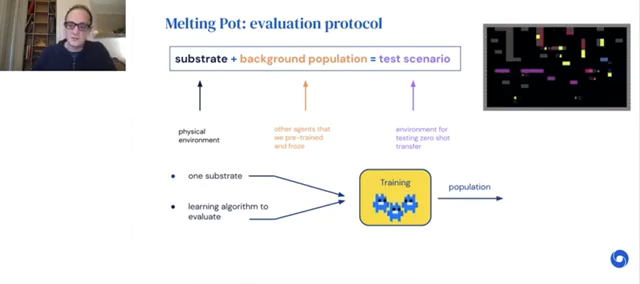 Melting Pot: evaluation protocol
substrate + background population = test scenario
physical
environment
other agents that
we pre-trained
and froze
environment for
testing zero shot
transfer
• one substrate
• learning algorithm to
evaluate
Training
population